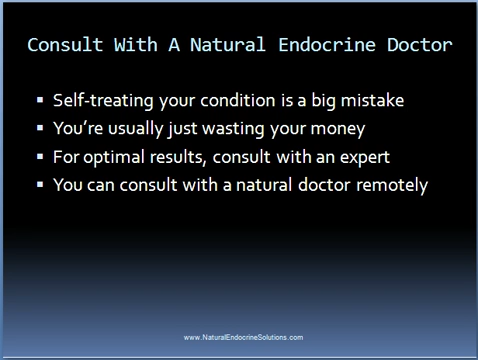 Consult With A Natural Endocrine Doctor
▪ Self-treating your condition is a big mistake
▪ You’re usually just wasting your money
▪ For optimal results, consult with an expert
▪ You can consult with a natural doctor remotely
www.NaturalEndocrineSolutions.com